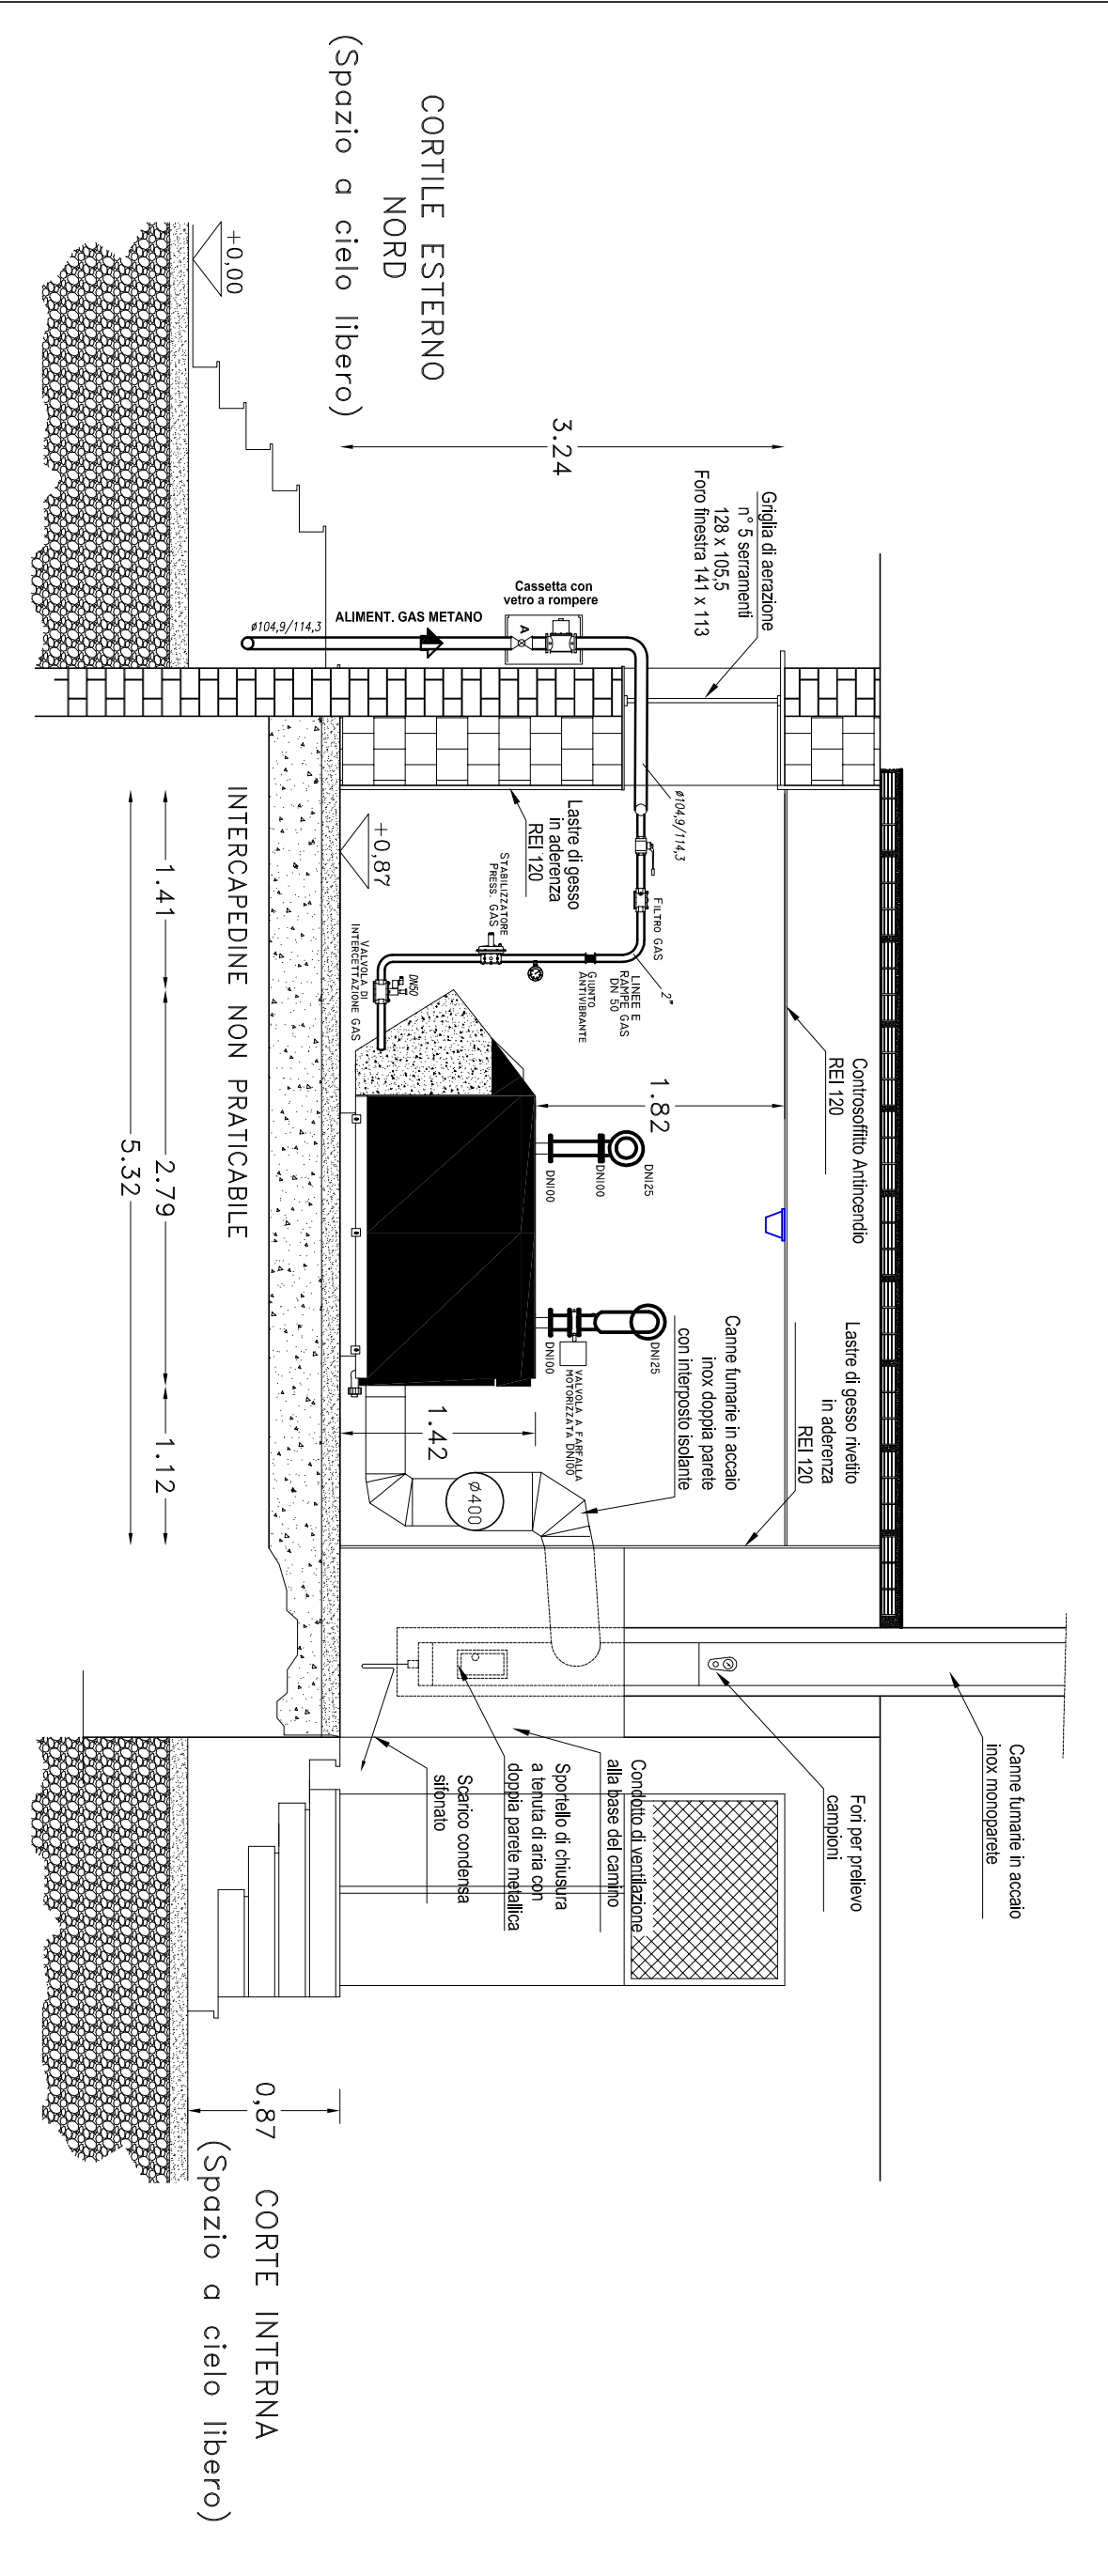 CORTILE ESTERNO
NORD
(Spazio a cielo libero)
+0,00
3.24
Griglia di aerazione
n° 5 serramenti
128 x 105,5
Foro finestra 141 x 113
Cassetta con
vetro a rompere
ALIMENT. GAS METANO
ø104,9/114,3
A
ø104,9/114,3
Lastre di gesso
in aderenza
REI 120
+0,87
STABILIZZATORE
PRESS. GAS
FILTRO GAS
2"
LINEE E
RAMPE GAS
DN 50
GIUNTO
ANTIVIBRANTE
DN50
VALVOLA DI
INTERCETTAZIONE GAS
Controsoffitto Antincendio
REI 120
1.82
DN125
DN100
DN100
DN125
DN100
VALVOLA A FARFALLA
MOTORIZZATA DN100
Canne fumarie in accaio
inox doppia parete
con interposto isolante
Lastre di gesso rivetito
in aderenza
REI 120
1.42
Ø400
INTERCAPEDINE NON PRATICABILE
1.41
2.79
1.12
5.32
Canne fumarie in accaio
inox monoparete
Fori per prelievo
campioni
Condotto di ventilazione
alla base del camino
Sportello di chiusura
a tenuta di aria con
doppia parete metallica
Scarico condensa
sifonato
0,87
CORTE INTERNA
(Spazio a cielo libero)